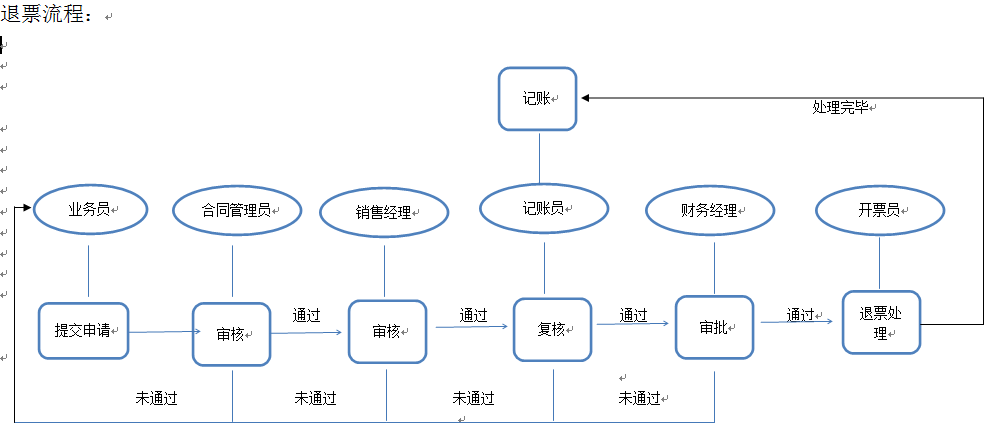 退票流程：
记账
处理完毕
业务员
合同管理员
销售经理
记账员
财务经理
开票员
提交申请
审核
通过
审核
通过
复核
通过
审批
通过
退票处
理
未通过
未通过
未通过
未通过